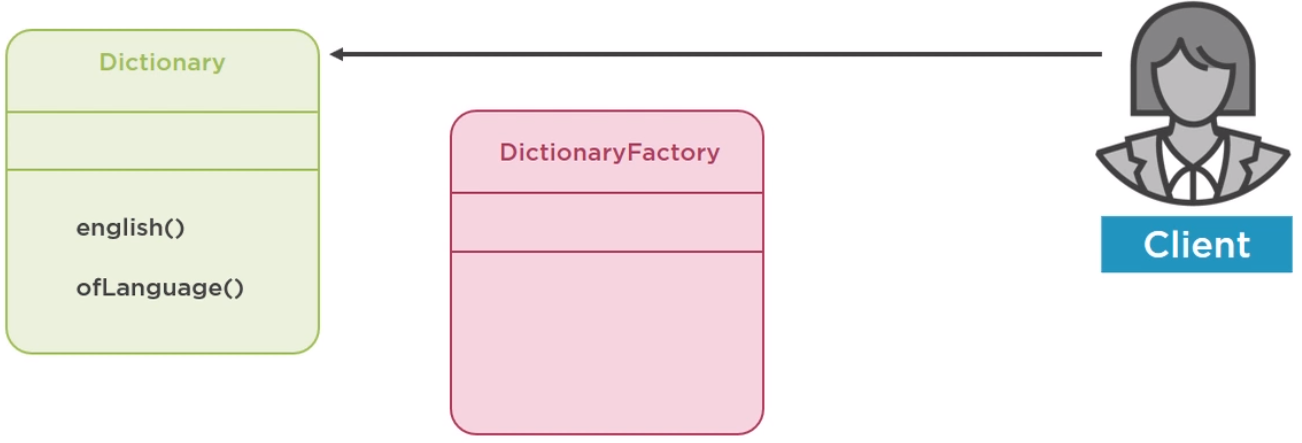 Dictionary
english()
ofLanguage()
DictionaryFactory
Client